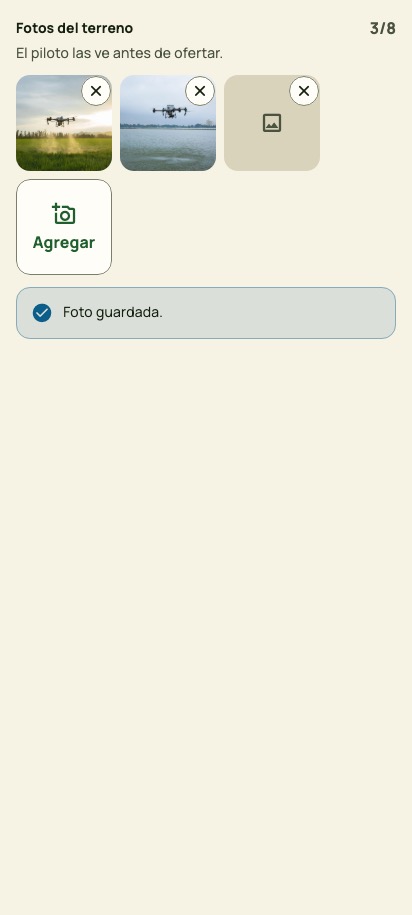 Fotos del terreno
3/8
El piloto las ve antes de ofertar.
Agregar
Foto guardada.